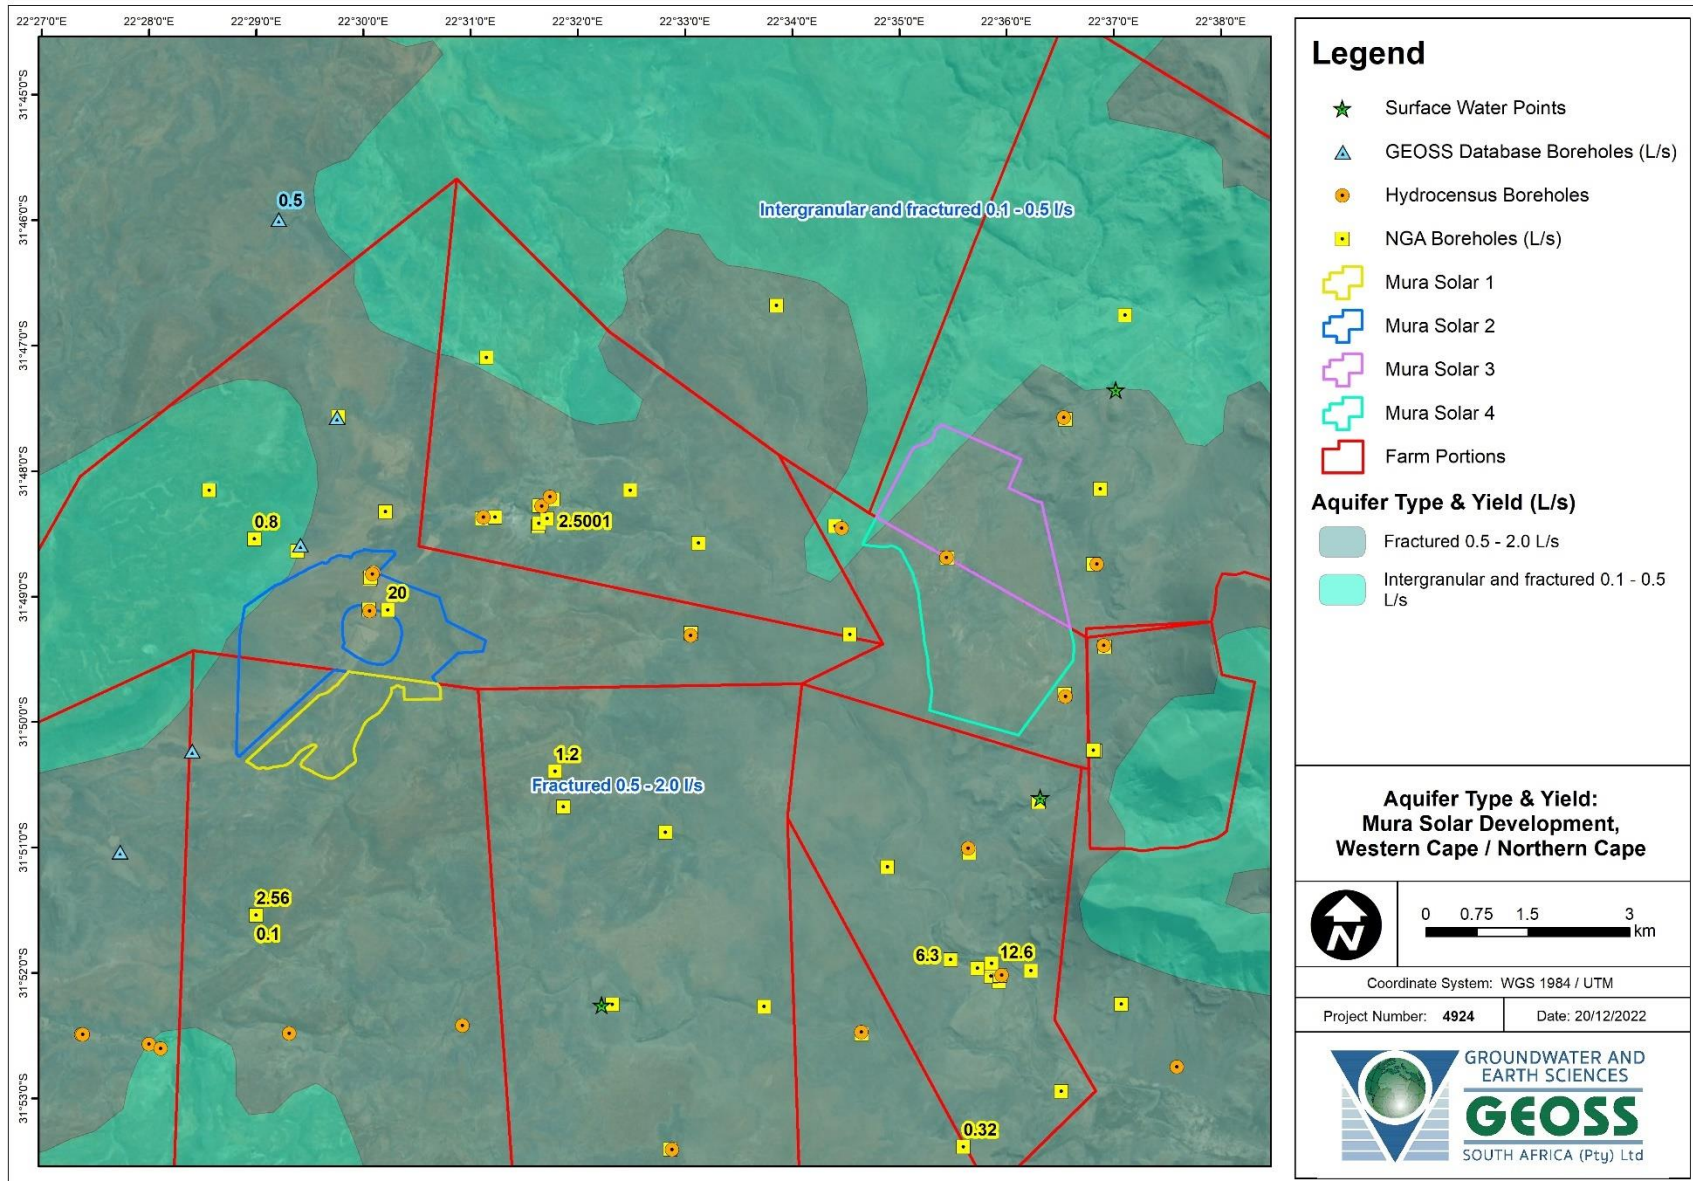 22°27'0"E 22°28'0"E 22°29'0"E 22°30'0"E 22°31'0"E 22°32'0"E 22°33'0"E 22°34'0"E 22°35'0"E 22°36'0"E 22°37'0"E 22°38'0"E
31°45'0"S
31°46'0"S
31°47'0"S
31°48'0"S
31°49'0"S
31°50'0"S
31°51'0"S
31°52'0"S
31°53'0"S
0.5
Intergranular and fractured 0.1 - 0.5 l/s
0.8
2.5001
20
1.2
Fractured 0.5 - 2.0 l/s
2.56
0.1
6.3
12.6
0.32
Legend
Surface Water Points
GEOSS Database Boreholes (L/s)
Hydrocensus Boreholes
NGA Boreholes (L/s)
Mura Solar 1
Mura Solar 2
Mura Solar 3
Mura Solar 4
Farm Portions
Aquifer Type & Yield (L/s)
Fractured 0.5 - 2.0 L/s
Intergranular and fractured 0.1 - 0.5
L/s
Aquifer Type & Yield:
Mura Solar Development,
Western Cape / Northern Cape
N
0 0.75 1.5 3
km
Coordinate System: WGS 1984 / UTM
Project Number: 4924
Date: 20/12/2022
GROUNDWATER AND
EARTH SCIENCES
GEOSS
SOUTH AFRICA (Pty) Ltd